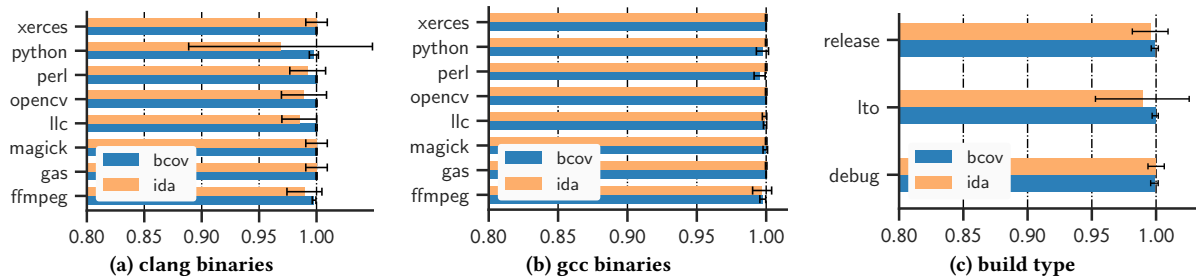 xerces
python
perl
opencv
llc
magick
gas
ffmpeg
bcov
ida
0.80 0.85 0.90 0.95 1.00
(a) clang binaries
xerces
python
perl
opencv
llc
magick
gas
ffmpeg
bcov
ida
0.80 0.85 0.90 0.95 1.00
(b) gcc binaries
release
lto
debug
bcov
ida
0.80 0.85 0.90 0.95 1.00
(c) build type